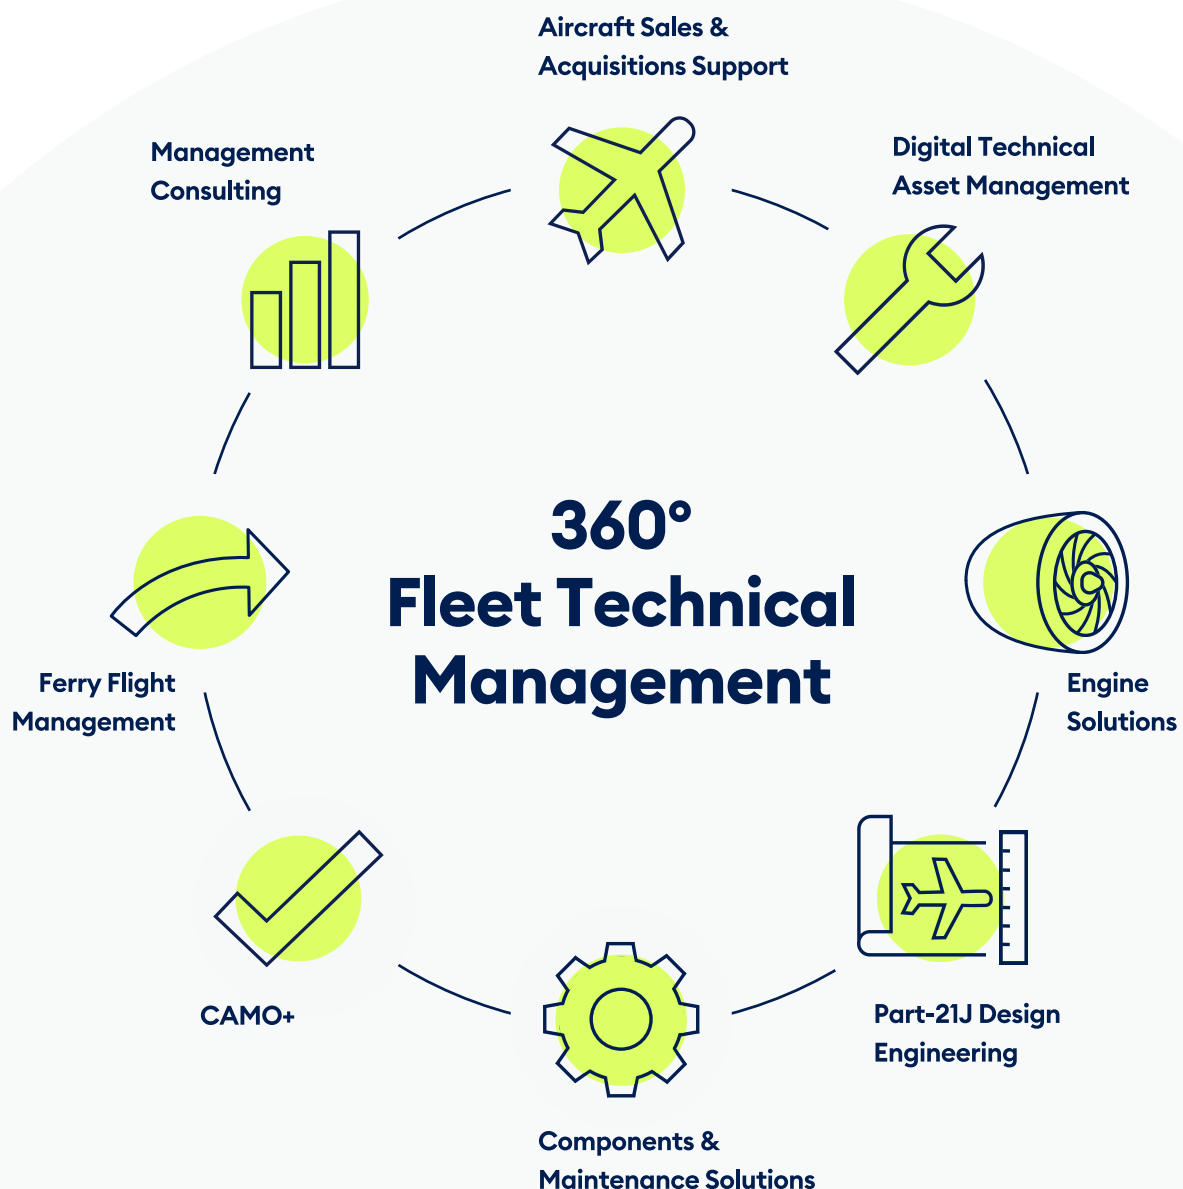 Aircraft Sales &
Acquisitions Support
Management
Consulting
Digital Technical
Asset Management
360°
Fleet Technical
Management
Ferry Flight
Management
Engine
Solutions
CAMO+
Part-21J Design
Engineering
Components &
Maintenance Solutions